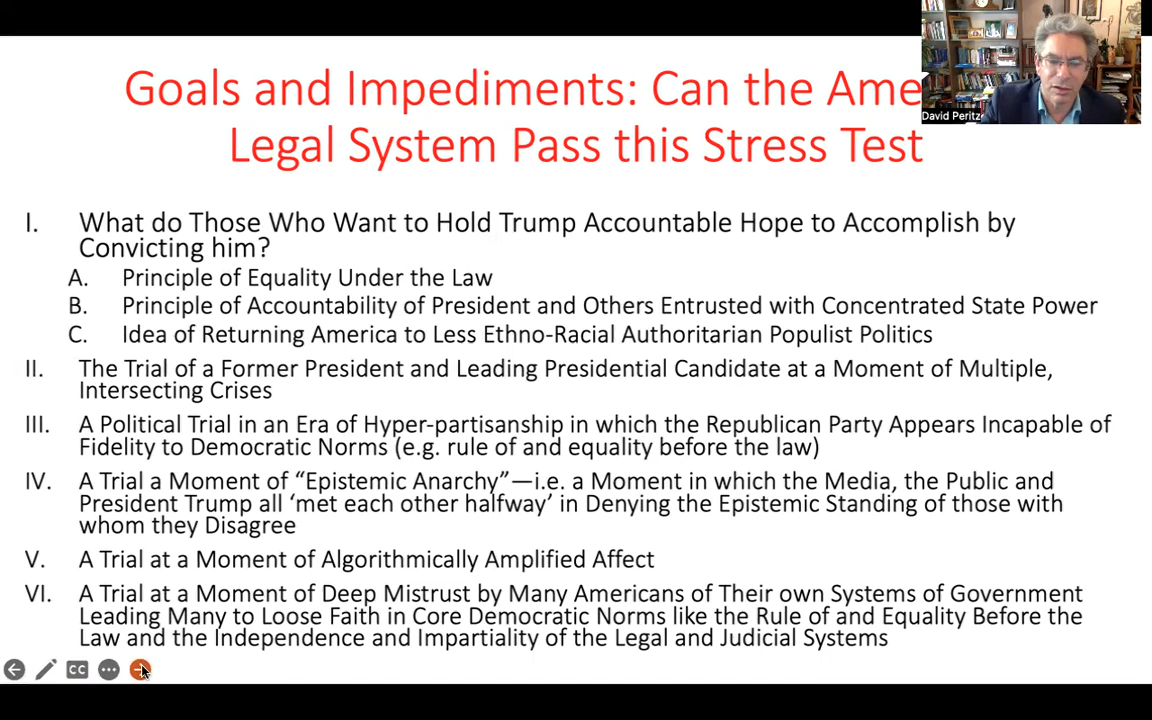 Goals and Impediments: Can the Ame
Legal System Pass this Stress Test
David Peritz
I. What do Those Who Want to Hold Trump Accountable Hope to Accomplish by
Convicting him?
A. Principle of Equality Under the Law
B. Principle of Accountability of President and Others Entrusted with Concentrated State Power
C. Idea of Returning America to Less Ethno-Racial Authoritarian Populist Politics
II. The Trial of a Former President and Leading Presidential Candidate at a Moment of Multiple,
Intersecting Crises
III. A Political Trial in an Era of Hyper-partisanship in which the Republican Party Appears Incapable of
Fidelity to Democratic Norms (e.g. rule of and equality before the law)
IV. A Trial a Moment of “Epistemic Anarchy”—i.e. a Moment in which the Media, the Public and
President Trump all ‘met each other halfway’ in Denying the Epistemic Standing of those with
whom they Disagree
V. A Trial at a Moment of Algorithmically Amplified Affect
VI. A Trial at a Moment of Deep Mistrust by Many Americans of Their own Systems of Government
Leading Many to Loose Faith in Core Democratic Norms like the Rule of and Equality Before the
Law and the Independence and Impartiality of the Legal and Judicial Systems
CC